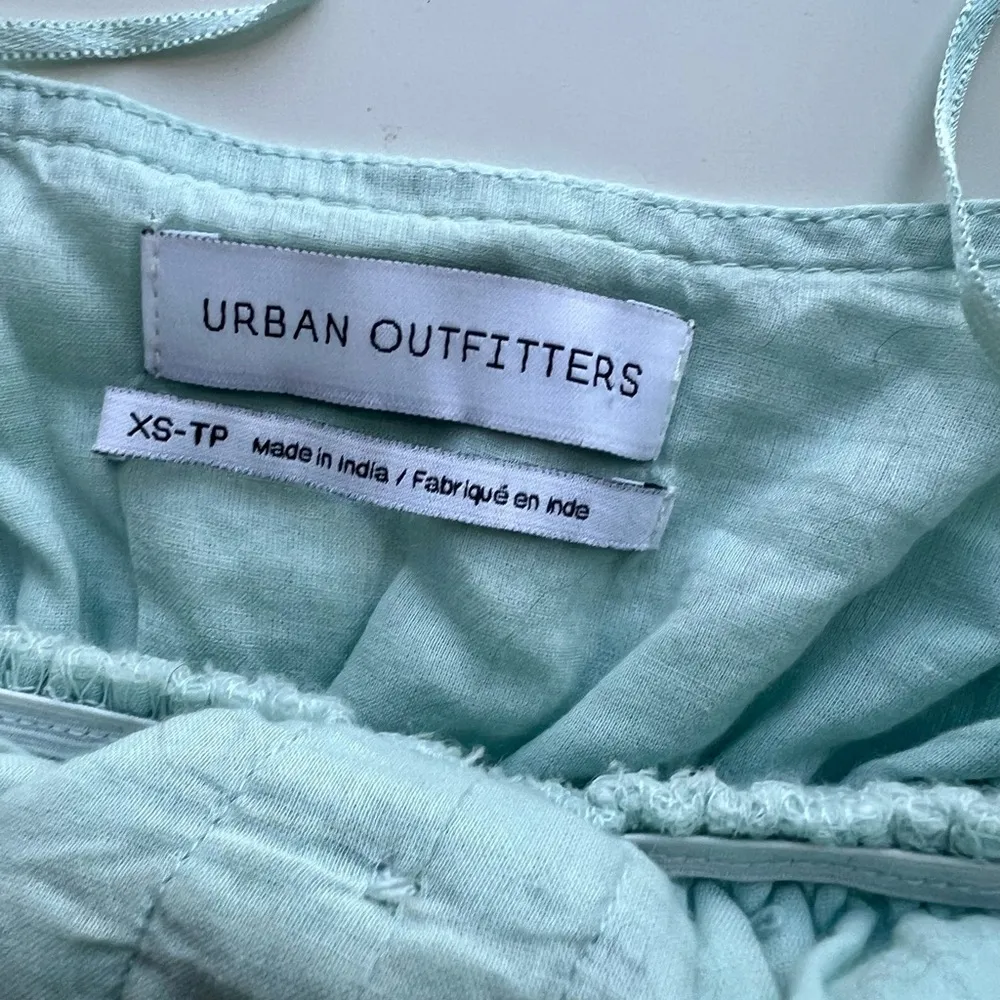 URBAN OUTFITTERS
XS-TP Made in India / Fabriqué en Inde